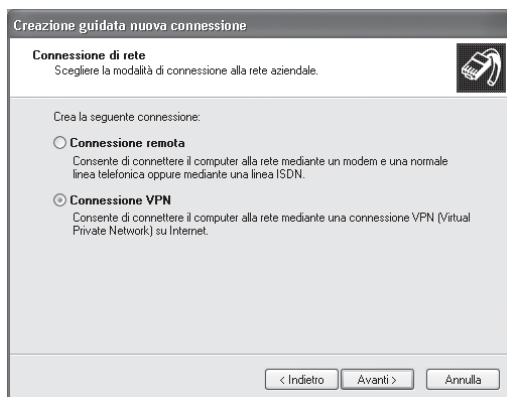 Creazione guidata nuova connessione
Connessione di rete
Scegliere la modalità di connessione alla rete aziendale.
Crea la seguente connessione:
Connessione remota
Consente di connettere il computer alla rete mediante un modem e una normale
linea telefonica oppure mediante una linea ISDN.
Connessione VPN
Consente di connettere il computer alla rete mediante una connessione VPN (Virtual
Private Network) su Internet.
< Indietro
Avanti >
Annulla